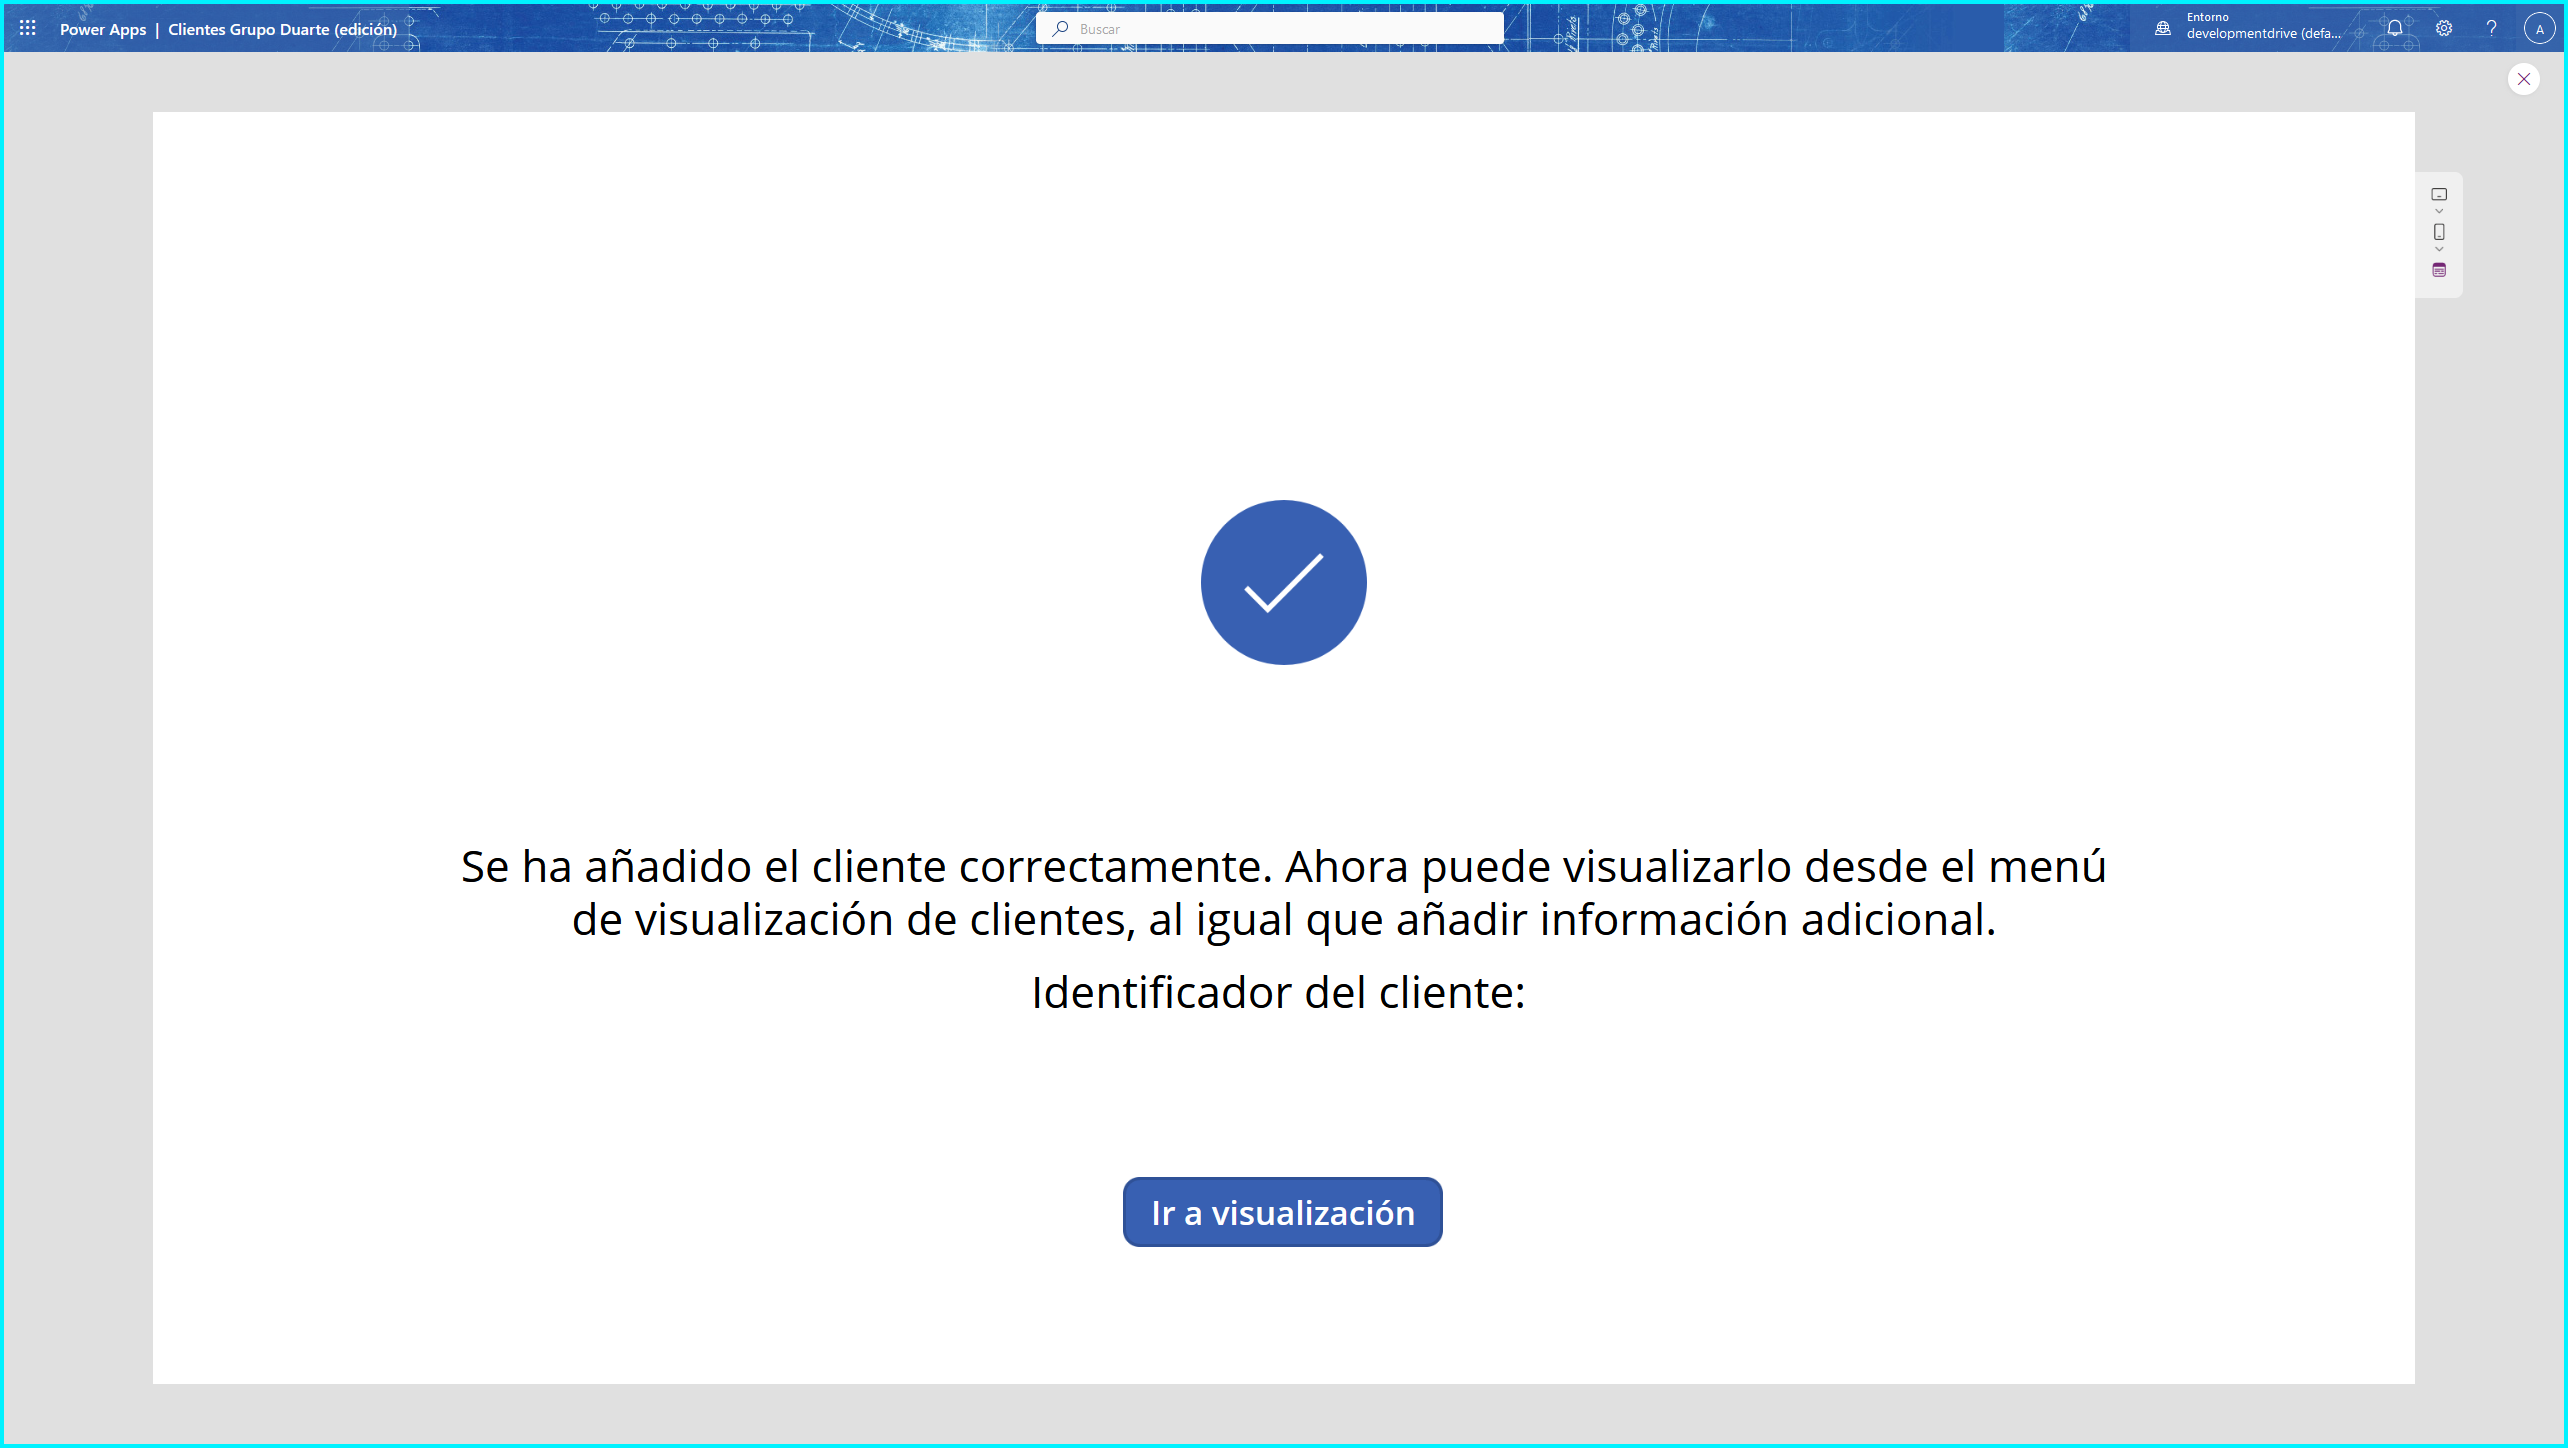 Power Apps | Clientes Grupo Duarte (edición)
Buscar
Entorno
developmentdrive (defa...
A
Se ha añadido el cliente correctamente. Ahora puede visualizarlo desde el menú
de visualización de clientes, al igual que añadir información adicional.
Identificador del cliente:
Ir a visualización